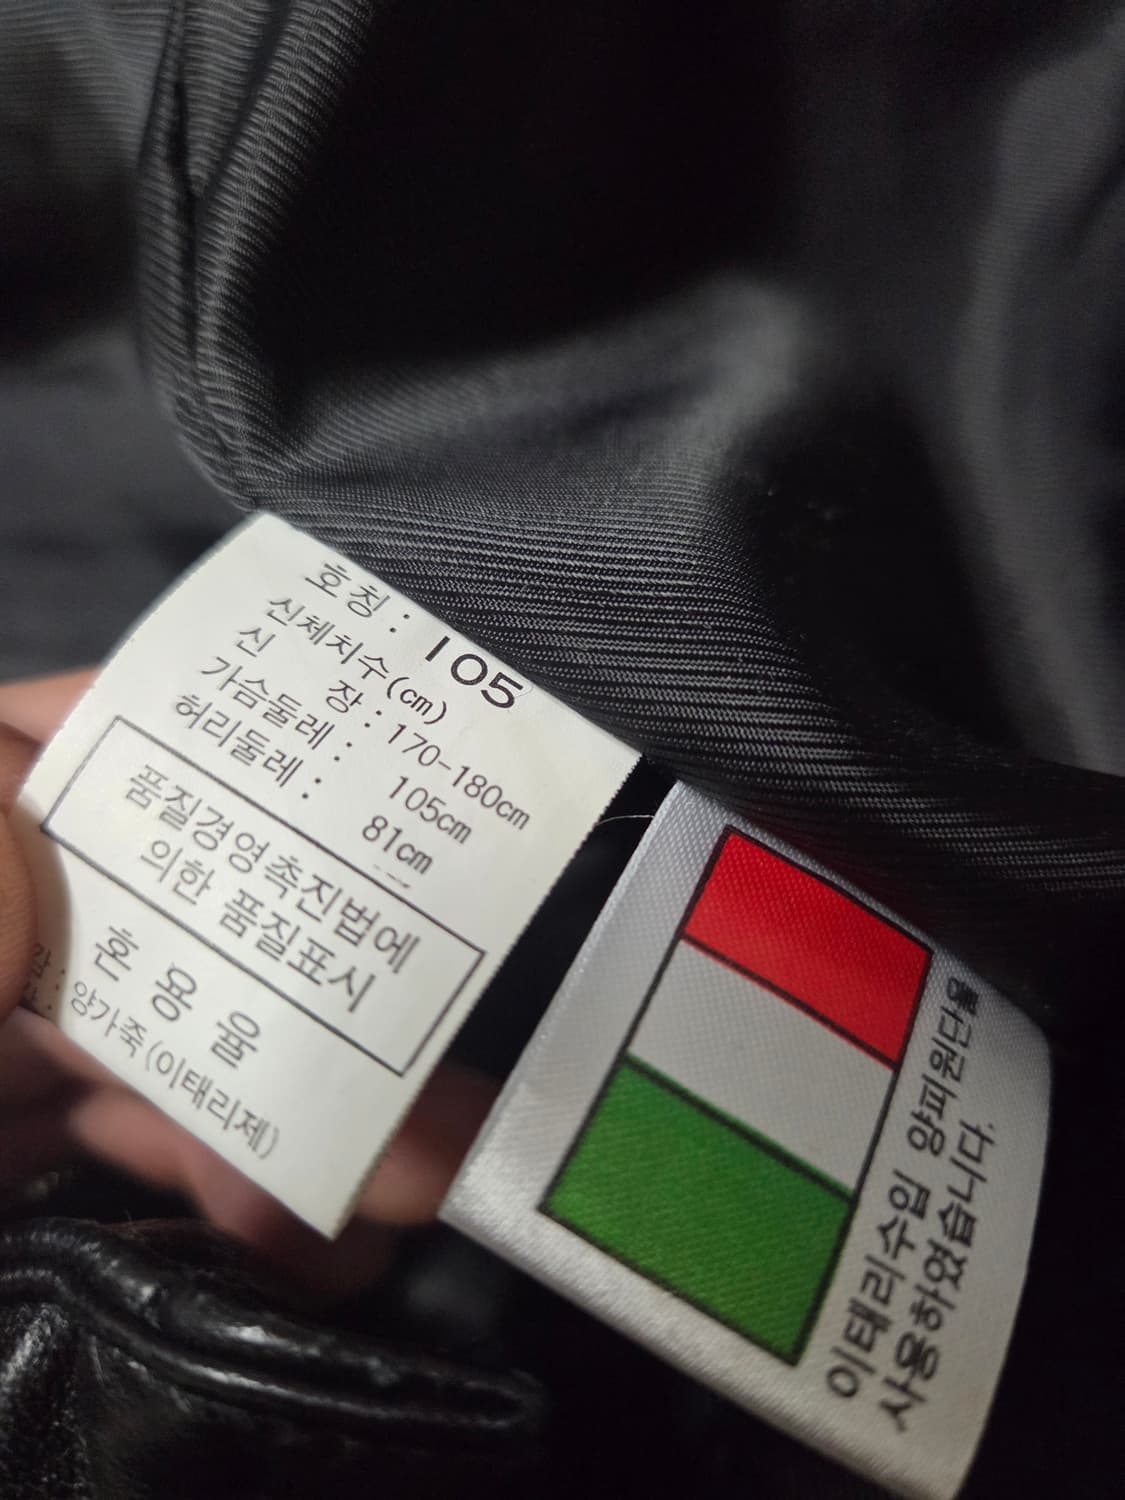 호칭: 105
신체치수(cm)
신 장: 170-180cm
가슴둘레: 105cm
허리둘레: 81cm
품질경영촉진법에
의한 품질표시
혼 용 율
양가죽(이태리제)
이태리수입 양피원단을
사용하였습니다.